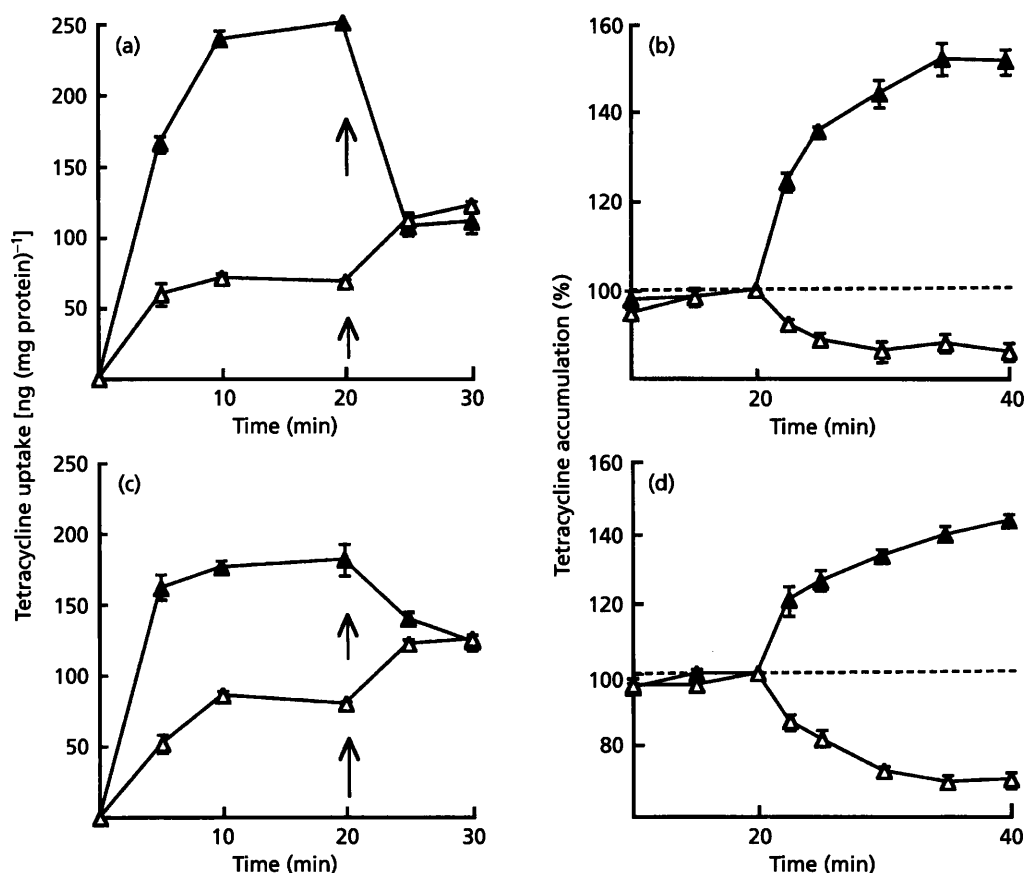 Tetracycline uptake [ng (mg protein)⁻¹]
(a)
250
200
150
100
50
10
20
30
Time (min)
Tetracycline accumulation (%)
(b)
160
140
120
100
20
40
Time (min)
(c)
250
200
150
100
50
10
20
30
Time (min)
(d)
160
140
120
100
80
20
40
Time (min)